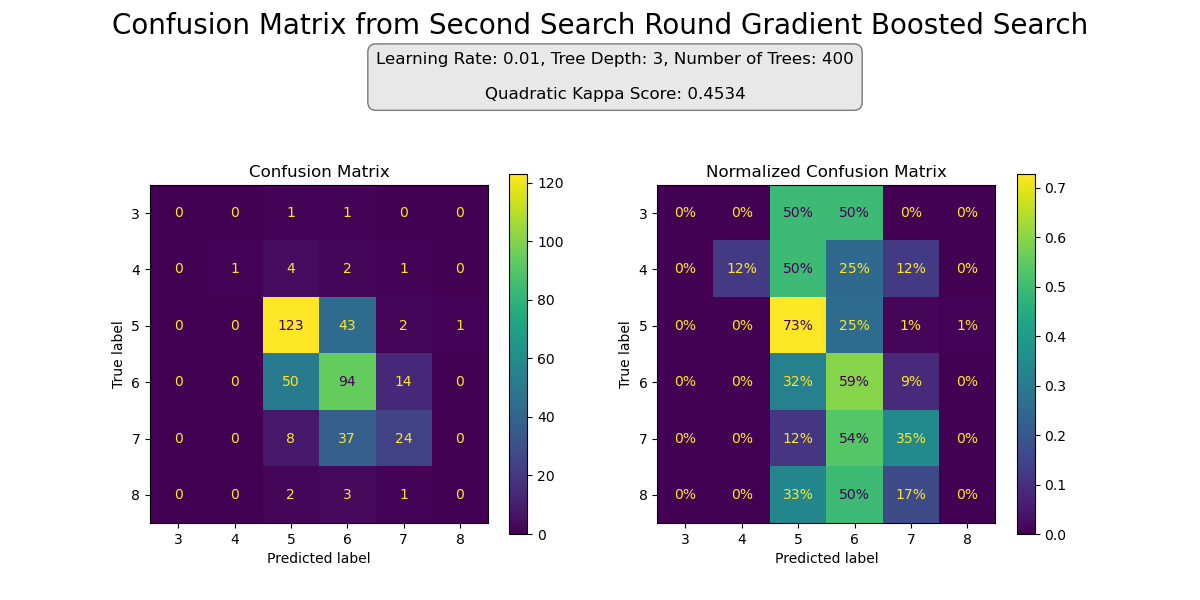 Confusion Matrix from Second Search Round Gradient Boosted Search
Learning Rate: 0.01, Tree Depth: 3, Number of Trees: 400
Quadratic Kappa Score: 0.4534
Confusion Matrix
True label
3 0 0 1 1 0 0
4 0 1 4 2 1 0
5 0 0 123 43 2 1
6 0 0 50 94 14 0
7 0 0 8 37 24 0
8 0 0 2 3 1 0
3 4 5 6 7 8
Predicted label
120
100
80
60
40
20
0
Normalized Confusion Matrix
True label
3 0% 0% 50% 50% 0% 0%
4 0% 12% 50% 25% 12% 0%
5 0% 0% 73% 25% 1% 1%
6 0% 0% 32% 59% 9% 0%
7 0% 0% 12% 54% 35% 0%
8 0% 0% 33% 50% 17% 0%
3 4 5 6 7 8
Predicted label
0.7
0.6
0.5
0.4
0.3
0.2
0.1
0.0